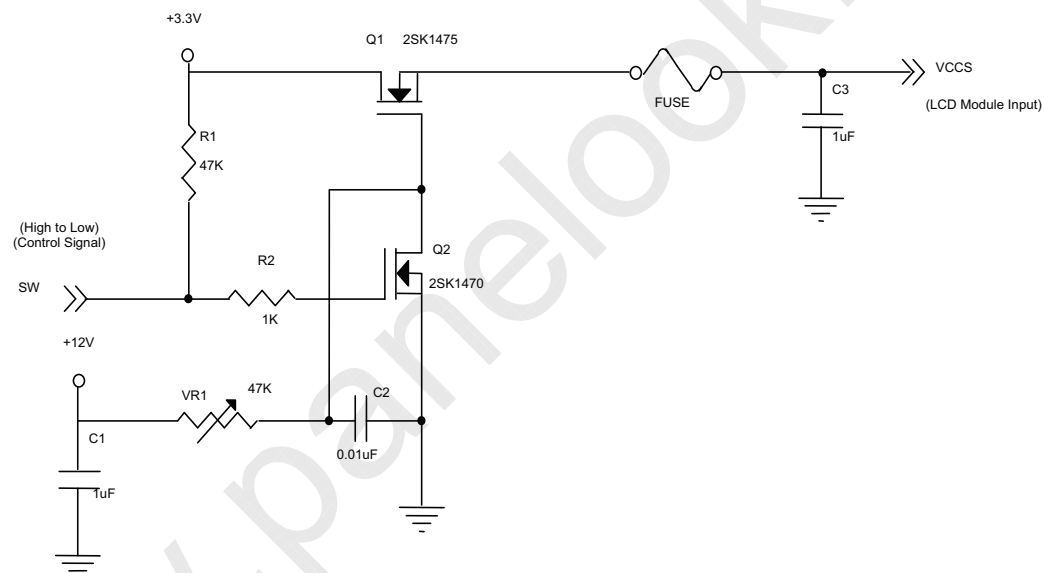 +3.3V
Q1 2SK1475
VCCS
FUSE
C3
(LCD Module Input)
R1
1uF
47K
(High to Low)
(Control Signal)
Q2
R2
SW
2SK1470
1K
+12V
VR1
47K
C2
C1
0.01uF
1uF
.panelook.